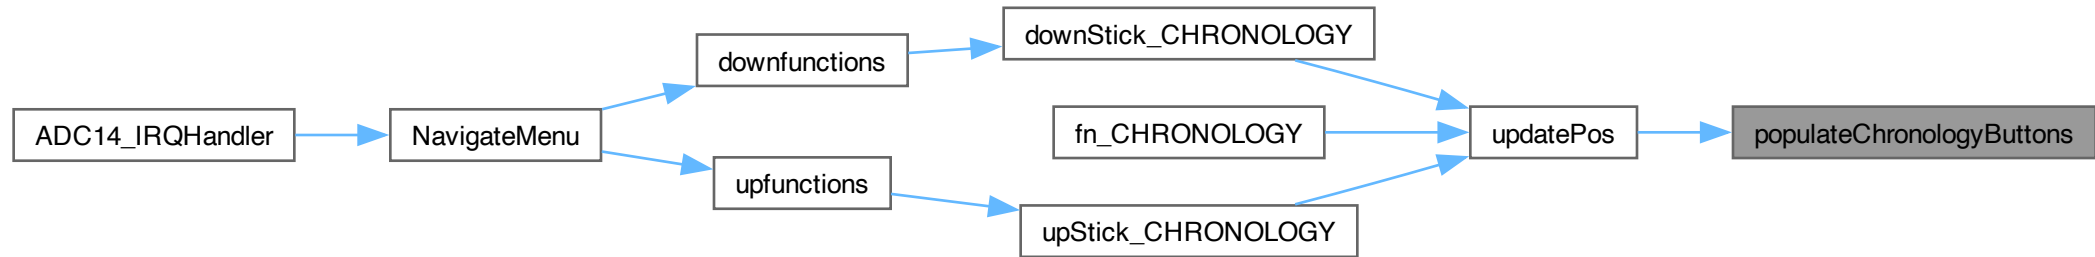 ADC14_IRQHandler
NavigateMenu
downfunctions
upfunctions
downStick_CHRONOLOGY
fn_CHRONOLOGY
upStick_CHRONOLOGY
updatePos
populateChronologyButtons